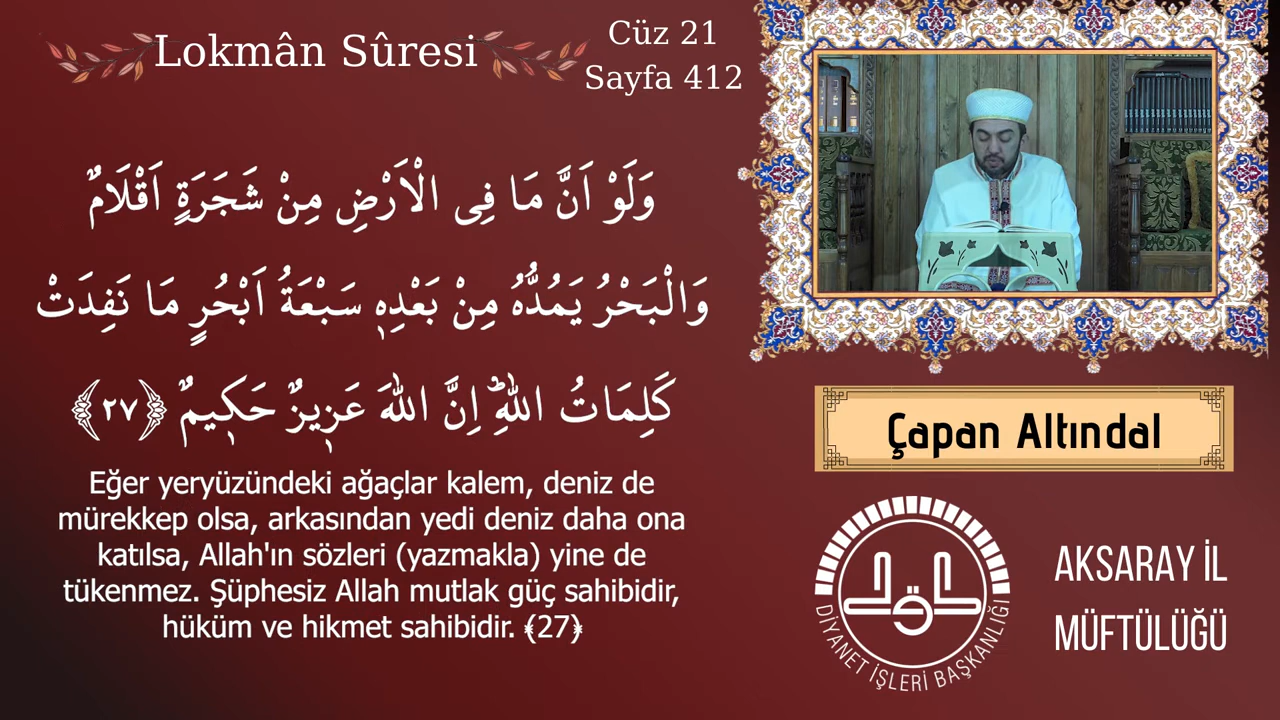 Lokmân Sûresi
Cüz 21
Sayfa 412
وَلَوْ اَنَّ مَا فِى الْاَرْضِ مِنْ شَجَرَةٍ اَقْلَامٌ
وَالْبَحْرُ يَمُدُّهُ مِنْ بَعْدِه۪ سَبْعَةُ اَبْحُرٍ مَا نَفِدَتْ
كَلِمَاتُ اللّٰهِۜ اِنَّ اللّٰهَ عَز۪يزٌ حَك۪يمٌ ﴿٢٧﴾
Eğer yeryüzündeki ağaçlar kalem, deniz de
mürekkep olsa, arkasından yedi deniz daha ona
katılsa, Allah'ın sözleri (yazmakla) yine de
tükenmez. Şüphesiz Allah mutlak güç sahibidir,
hüküm ve hikmet sahibidir. ﴾27﴿
Çapan Altındal
DİYANET İŞLERİ BAŞKANLIĞI
AKSARAY İL
MÜFTÜLÜĞÜ